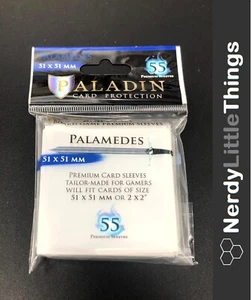 51 X 51 MM
PALADIN
CARD PROTECTION
55
PREMIUM SLEEVES
PALAMEDES
51 X 51 MM
PREMIUM CARD SLEEVES
TAILOR-MADE FOR GAMERS
WILL FIT CARDS OF SIZE
51 X 51 MM OR 2 X 2"
55
PREMIUM SLEEVES
NerdyLittleThings